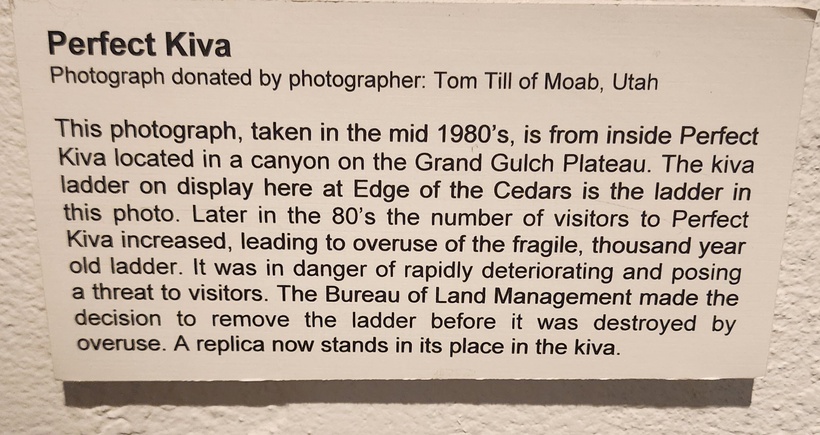 Perfect Kiva
Photograph donated by photographer: Tom Till of Moab, Utah
This photograph, taken in the mid 1980's, is from inside Perfect
Kiva located in a canyon on the Grand Gulch Plateau. The kiva
ladder on display here at Edge of the Cedars is the ladder in
this photo. Later in the 80's the number of visitors to Perfect
Kiva increased, leading to overuse of the fragile, thousand year
old ladder. It was in danger of rapidly deteriorating and posing
a threat to visitors. The Bureau of Land Management made the
decision to remove the ladder before it was destroyed by
overuse. A replica now stands in its place in the kiva.